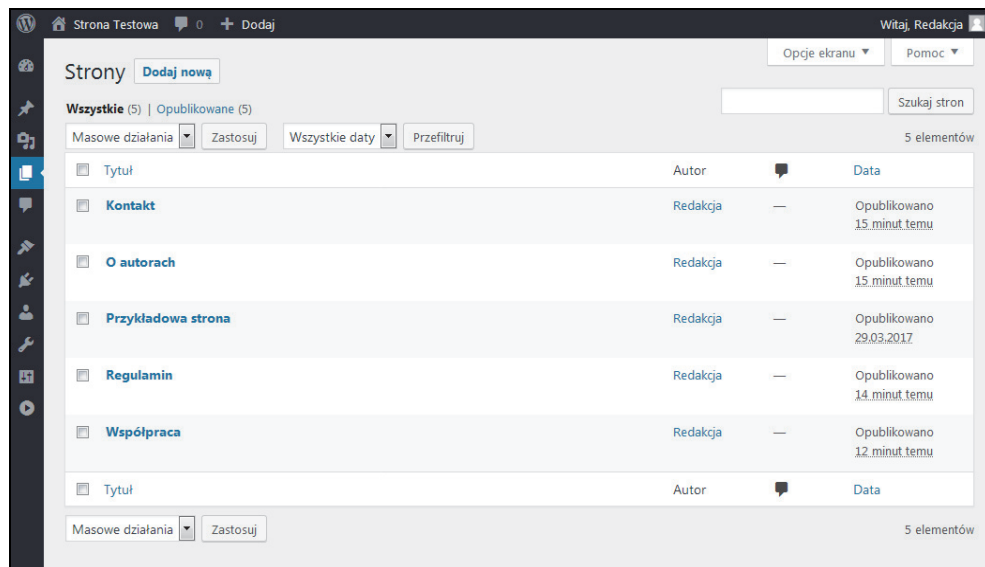 Strona Testowa 0 + Dodaj Witaj, Redakcja
Opcje ekranu ▼ Pomoc ▼
Strony Dodaj nową
Wszystkie (5) | Opublikowane (5) Szukaj stron
Masowe działania Zastosuj Wszystkie daty Przefiltruj 5 elementów
Tytuł Autor Data
Kontakt Redakcja — Opublikowano
15 minut temu
O autorach Redakcja — Opublikowano
15 minut temu
Przykładowa strona Redakcja — Opublikowano
29.03.2017
Regulamin Redakcja — Opublikowano
14 minut temu
Współpraca Redakcja — Opublikowano
12 minut temu
Tytuł Autor Data
Masowe działania Zastosuj 5 elementów